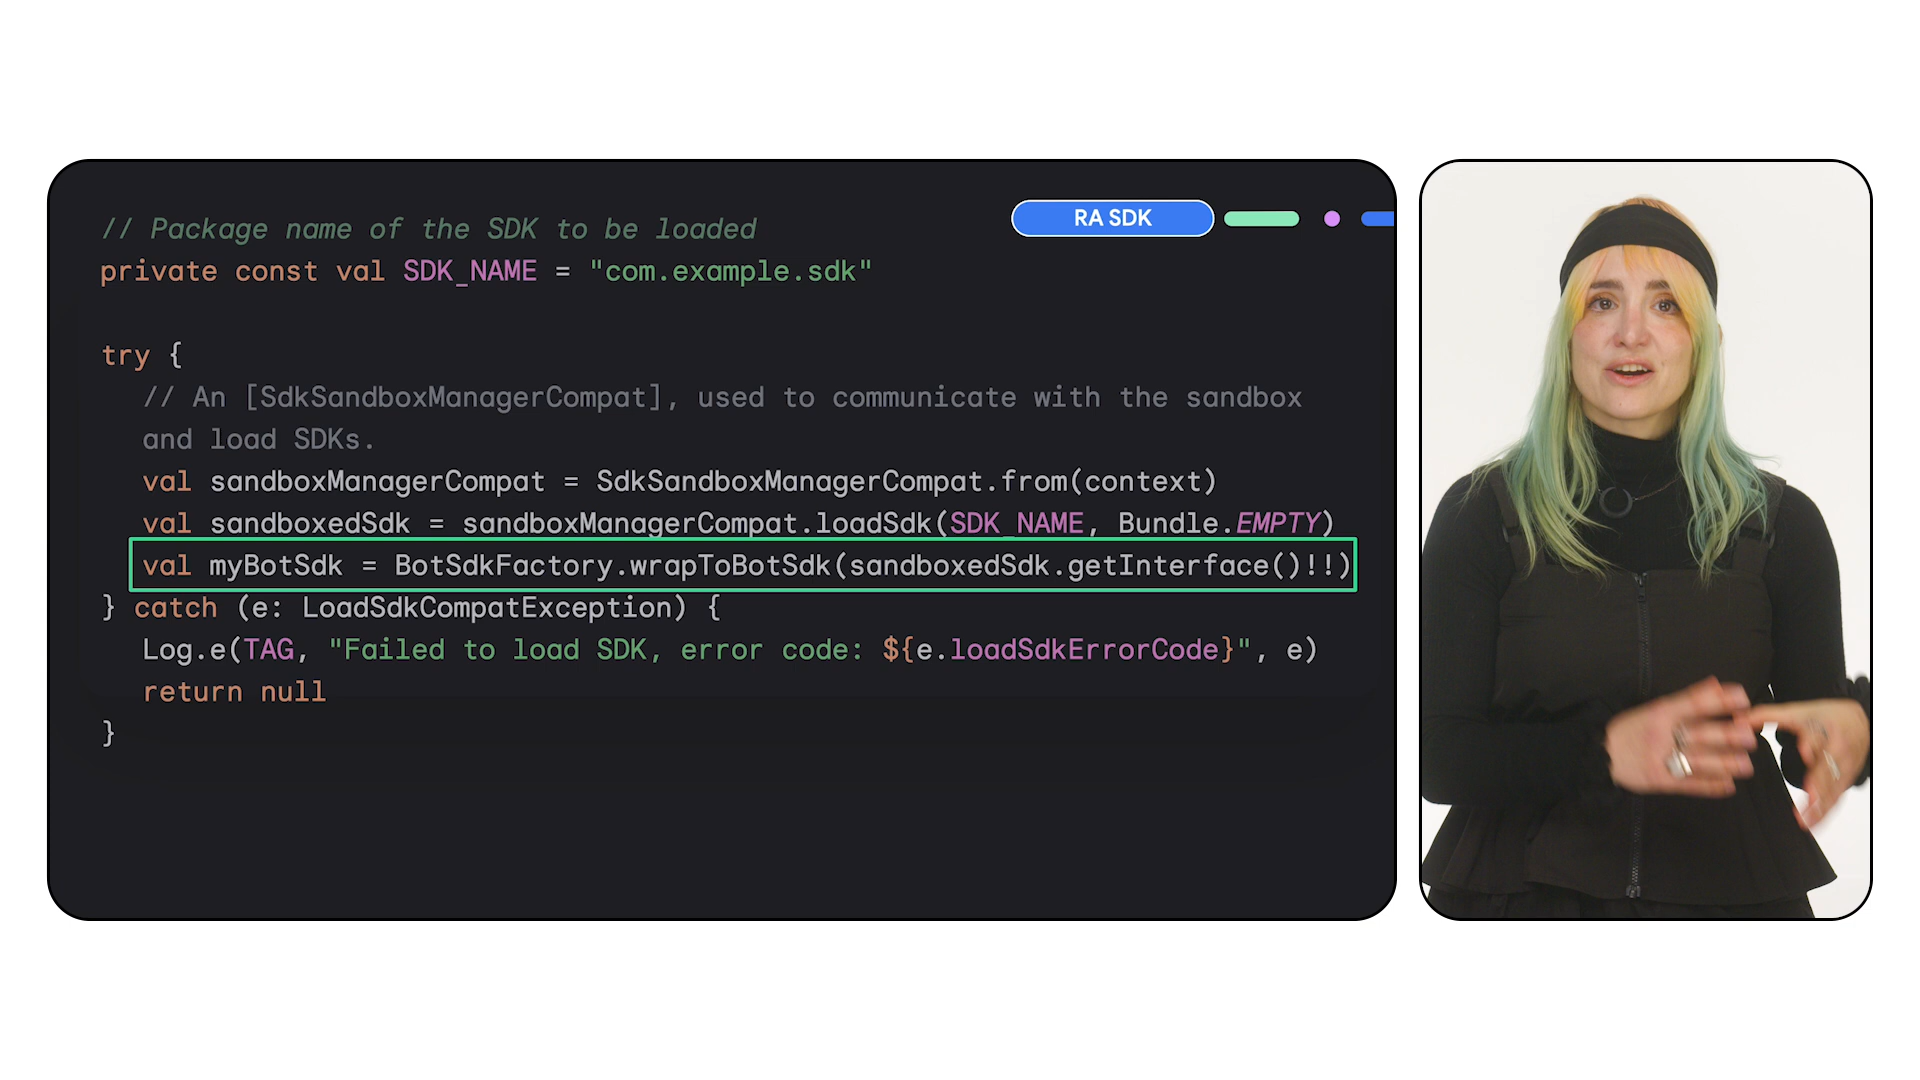 RA SDK
// Package name of the SDK to be loaded
private const val SDK_NAME = "com.example.sdk"
try {
// An [SdkSandboxManagerCompat], used to communicate with the sandbox
and load SDKs.
val sandboxManagerCompat = SdkSandboxManagerCompat.from(context)
val sandboxedSdk = sandboxManagerCompat.loadSdk(SDK_NAME, Bundle.EMPTY)
val myBotSdk = BotSdkFactory.wrapToBotSdk(sandboxedSdk.getInterface()!!)
} catch (e: LoadSdkCompatException) {
Log.e(TAG, "Failed to load SDK, error code: ${e.loadSdkErrorCode}", e)
return null
}